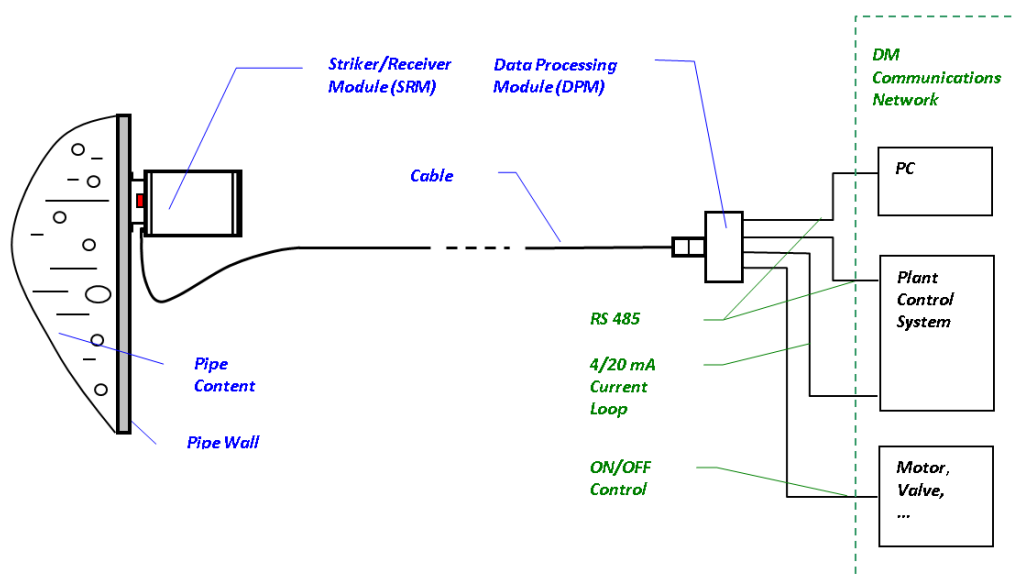 Striker/Receiver
Module (SRM)
Data Processing
Module (DPM)
DM
Communications
Network
Cable
PC
Plant
Control
System
RS 485
4/20 mA
Current
Loop
Pipe
Content
Pipe Wall
ON/OFF
Control
Motor,
Valve,
...